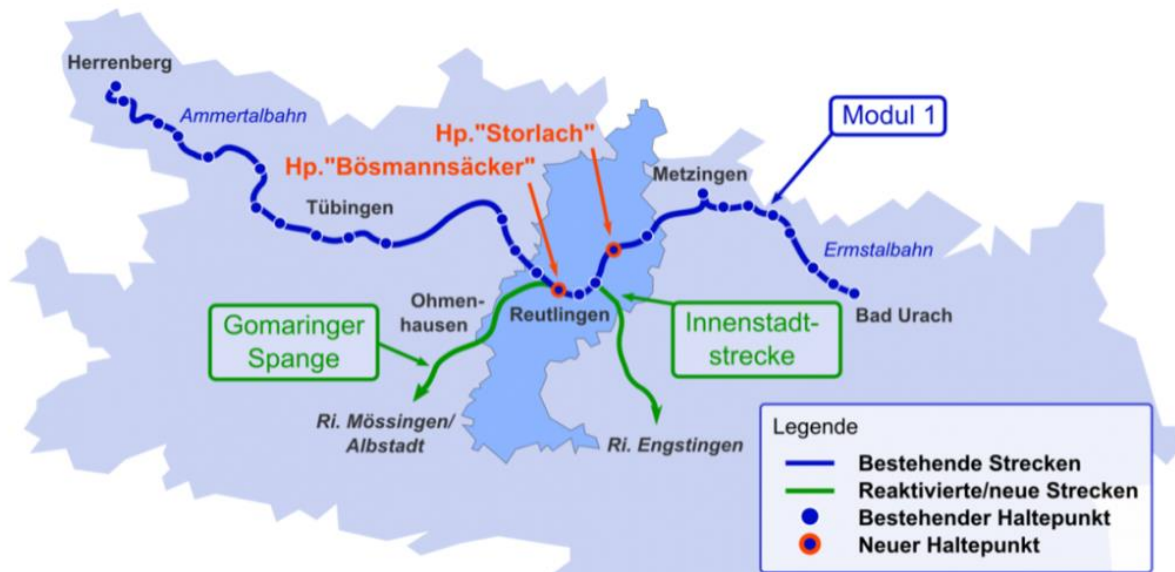 Herrenberg
Ammertalbahn
Hp."Storlach"
Hp."Bösmannsäcker"
Modul 1
Metzingen
Tübingen
Ermstalbahn
Ohmen-
hausen
Reutlingen
Bad Urach
Gomaringer
Spange
Innenstadt-
strecke
Ri. Mössingen/
Albstadt
Ri. Engstingen
Legende
Bestehende Strecken
Reaktivierte/neue Strecken
Bestehender Haltepunkt
Neuer Haltepunkt